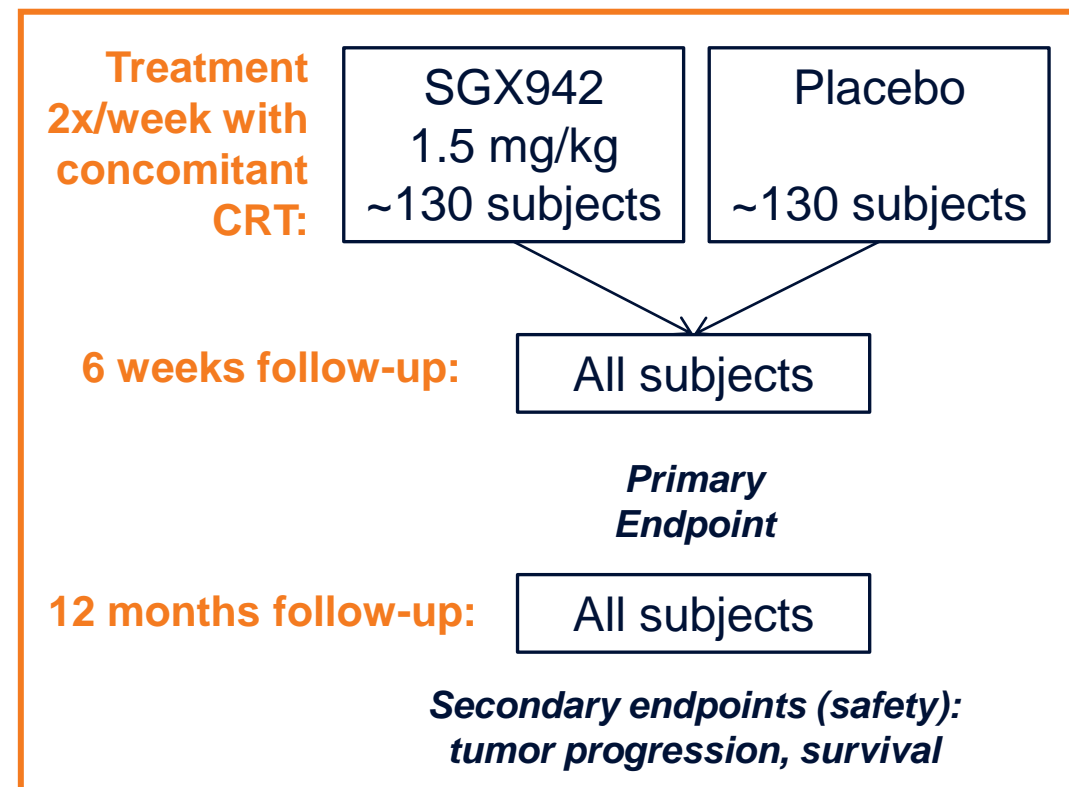 Treatment
2x/week with
concomitant
CRT:
SGX942
1.5 mg/kg
~130 subjects
Placebo
~130 subjects
6 weeks follow-up:
All subjects
Primary
Endpoint
12 months follow-up:
All subjects
Secondary endpoints (safety):
tumor progression, survival